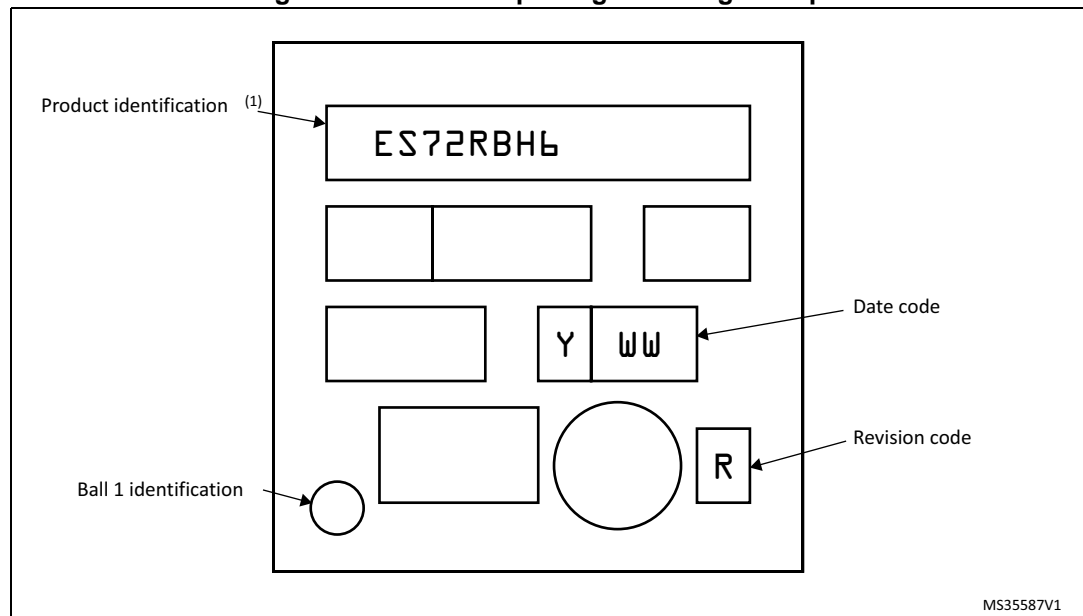 Product identification (1)
ES72RBH6
Date code
Y WW
Revision code
R
Ball 1 identification
MS35587V1